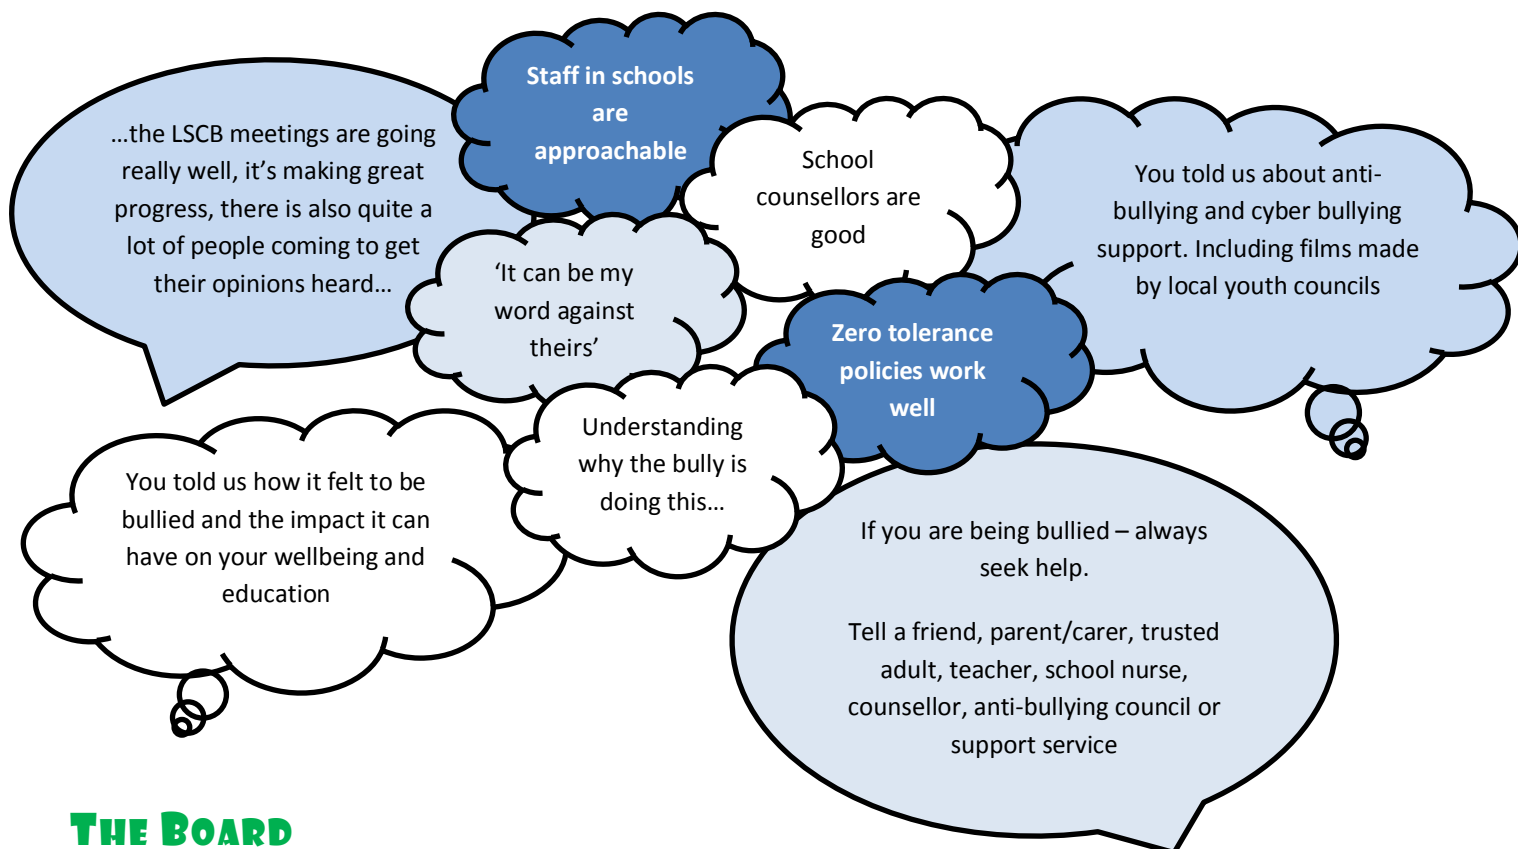 Staff in schools
are
approachable
…the LSCB meetings are going
really well, it’s making great
progress, there is also quite a
lot of people coming to get
their opinions heard…
School
counsellors are
good
You told us about anti-
bullying and cyber bullying
support. Including films made
by local youth councils
‘It can be my
word against
theirs’
Zero tolerance
policies work
well
Understanding
why the bully is
doing this…
You told us how it felt to be
bullied and the impact it can
have on your wellbeing and
education
If you are being bullied – always
seek help.
Tell a friend, parent/carer, trusted
adult, teacher, school nurse,
counsellor, anti-bullying council or
support service
THE BOARD